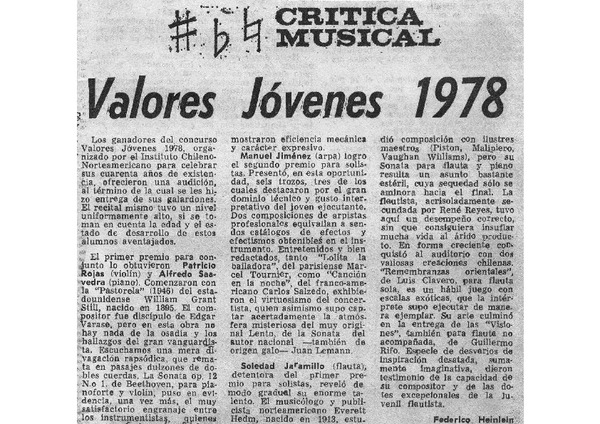 CRITICA
MUSICAL
Valores Jóvenes 1978
Los ganadores del concurso
Valores Jóvenes 1978, orga-
nizado por el Instituto Chileno-
Norteamericano para celebrar
sus cuarenta años de exis-
tencia, ofrecieron una audición,
al término de la cual se les hi-
zo entrega de sus galardones.
El recital mismo tuvo un nivel
uniformemente alto, si se to-
man en cuenta la edad y el es-
tado de desarrollo de estos
alumnos aventajados.
El primer premio para con-
junto lo obtuvieron Patricio
Rojas (violín) y Alfredo Saa-
vedra (piano). Comenzaron con
la "Pastorela" (1946) del esta-
dounidense William Grant
Still, nacido en 1895. El com-
positor fue discípulo de Edgar
Varase, pero en esta obra no
hay nada de la osadía y los
hallazgos del gran vanguardis-
ta. Escuchamos una mera di-
vagación rapsódica, que rema-
ta en pasajes dulzones de do-
bles cuerdas. La Sonata op. 12
N.o 1, de Beethoven, para pia-
noforte y violín, puso en evi-
dencia, una vez más, el muy
satisfactorio engranaje entre
los instrumentistas, quienes
mostraron eficiencia mecánica
y carácter expresivo.
Manuel Jiménez (arpa) logro
el segundo premio para solis-
tas. Presentó, en esta oportuni-
dad, seis trozos, tres de los
cuales destacaron por el gran
dominio técnico y gusto inter-
pretativo del joven ejecutante.
Dos composiciones de arpistas
profesionales equivalían a sen-
dos catálogos de efectos y
efectismos obtenibles en el ins-
trumento. Entretenidos y bien
redactados, tanto "Lolita la
bailadora", del parisiense Mar-
cel Tournier, como "Canción
en la noche", del franco-ame-
ricano Carlos Salzedo, exhi-
bieron el virtuosismo del concer-
tista, quien asimismo supo cap-
tar acertadamente la atmós-
fera misteriosa del muy origi-
nal Lento, de la Sonata del
autor nacional —también de
origen galo— Juan Lemann.
Soledad Jaramillo (flauta),
detentora del primer premio
para solistas, reveló de
modo gradual su enorme ta-
lento. El musicólogo y publi-
cista norteamericano Everett
Helm, nacido en 1913, estu-
dió composición con ilustres
maestros (Piston, Malipiero,
Vaughan Williams), pero su
Sonata para flauta y piano
resulta un asunto bastante
estéril, cuya sequedad sólo se
aminora hacia el final. La
flautista, acrisoladamente se-
cundada por René Reyes, tuvo
aquí un desempeño correcto,
sin que consiguiera insuflar
mucha vida al árido produc-
to. En forma creciente con-
quistó al auditorio con dos
valiosas creaciones chilenas.
"Remembranzas orientales",
de Luis Clavero, para flauta
sola, es un hábil juego con
escalas exóticas, que la intér-
prete supo ejecutar de mane-
ra ejemplar. Su arte culminó
en la entrega de las "Visio-
nes", también para flauta no
acompañada, de Guillermo
Rifo. Especie de desvaríos de
inspiración desatada, suma-
mente imaginativa, dieron
testimonio de la capacidad de
su compositor y de las do-
tes excepcionales de la ju-
venil flautista.
Federico Heinlein